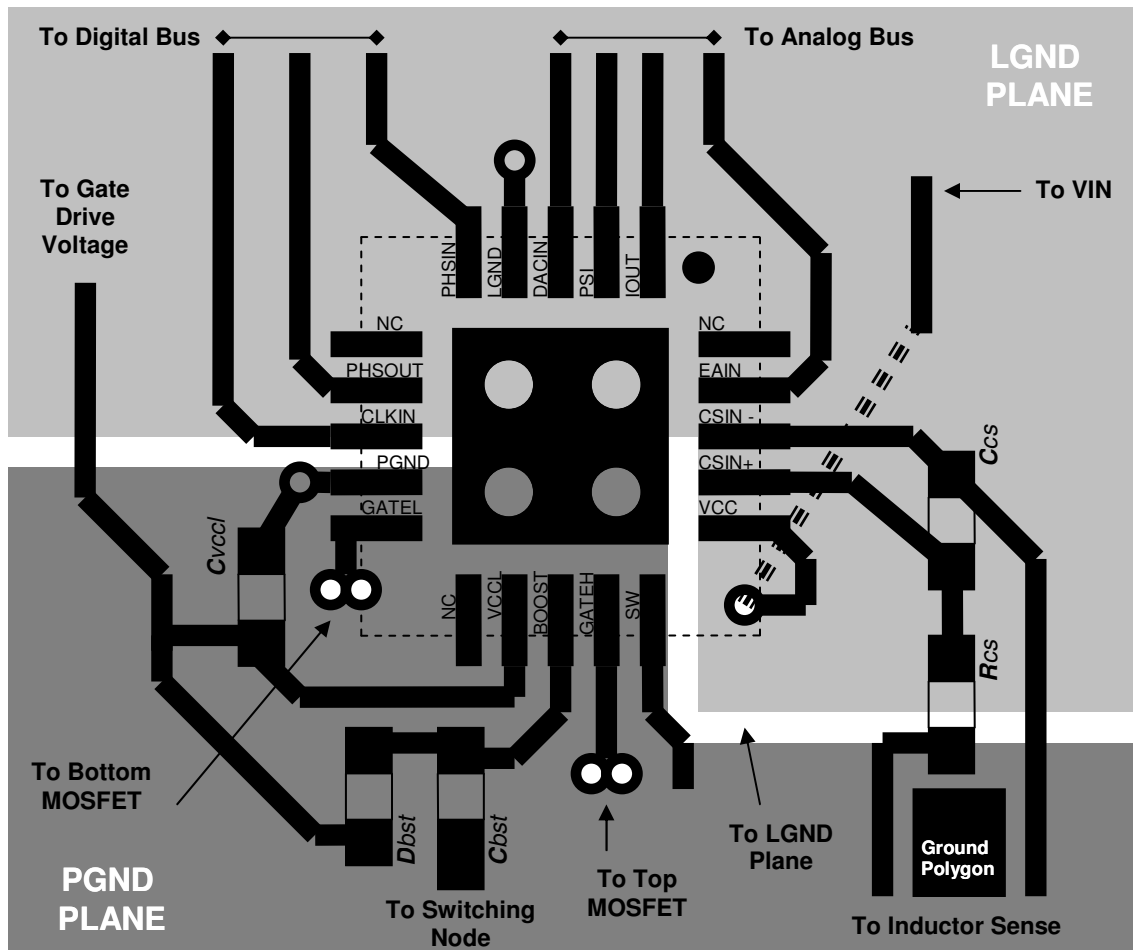 To Digital Bus
To Analog Bus
LGND
PLANE
To Gate
Drive
Voltage
To VIN
PHSIN
LGND
DACIN
PSI
IOUT
NC
NC
PHSOUT
EAIN
CLKIN
CSIN -
PGND
CSIN+
GATEL
VCC
Ccs
Cvccl
NC
VCCL
BOOST
GATEH
SW
Rcs
To Bottom
MOSFET
Dbst
Cbst
To LGND
Plane
Ground
Polygon
PGND
PLANE
To Top
MOSFET
To Switching
Node
To Inductor Sense